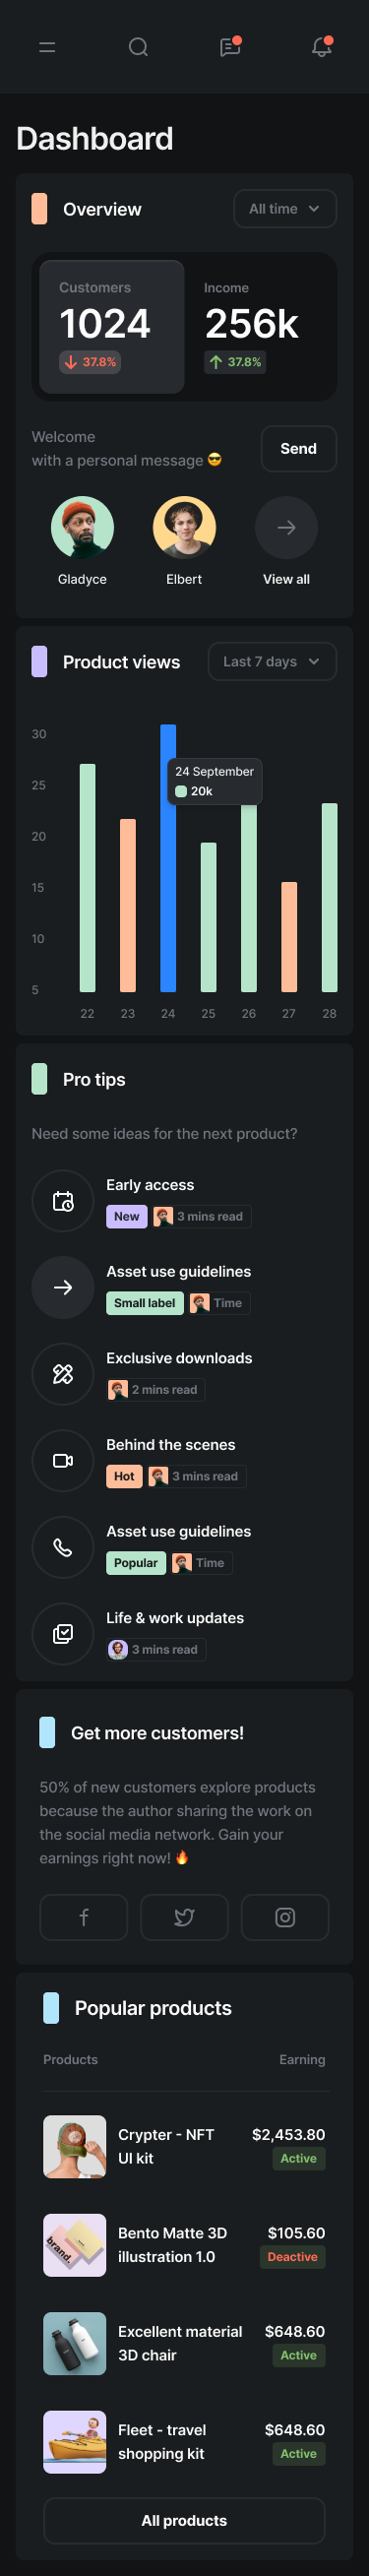 Dashboard
Overview
All time
Customers
1024
37.8%
Income
256k
37.8%
Welcome
with a personal message 😎
Send
Gladyce
Elbert
View all
Product views
Last 7 days
30
25
20
15
10
5
24 September
20k
22 23 24 25 26 27 28
Pro tips
Need some ideas for the next product?
Early access
New 3 mins read
Asset use guidelines
Small label Time
Exclusive downloads
2 mins read
Behind the scenes
Hot 3 mins read
Asset use guidelines
Popular Time
Life & work updates
3 mins read
Get more customers!
50% of new customers explore products
because the author sharing the work on
the social media network. Gain your
earnings right now! 🔥
Popular products
Products Earning
Crypter - NFT
UI kit
$2,453.80
Active
Bento Matte 3D
illustration 1.0
$105.60
Deactive
brand.
Excellent material
3D chair
$648.60
Active
Fleet - travel
shopping kit
$648.60
Active
All products